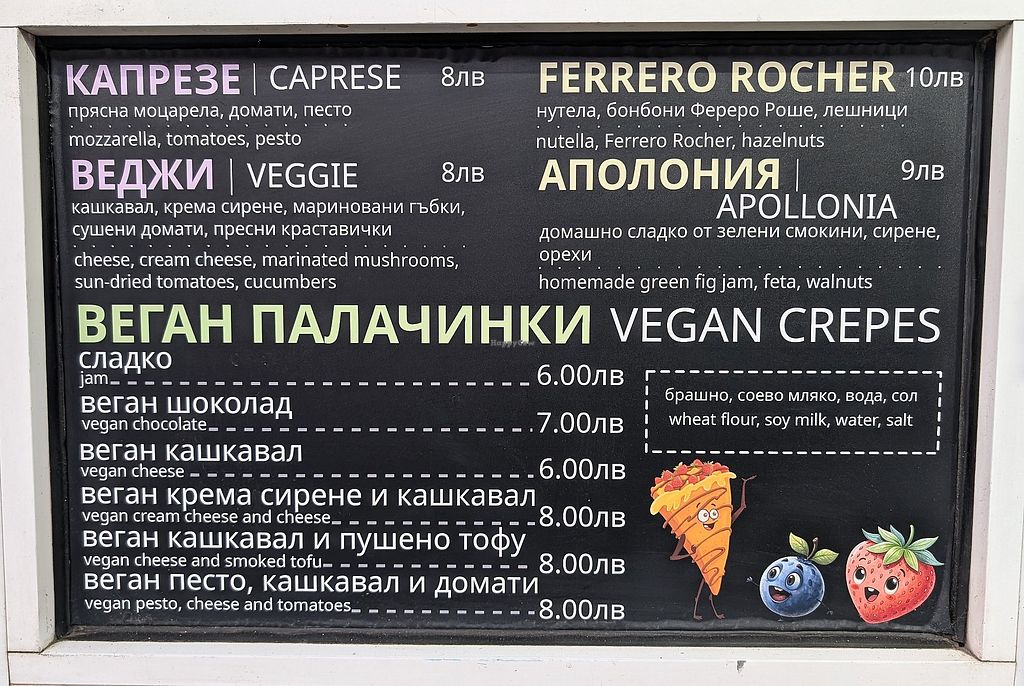 КАПРЕЗЕ | CAPRESE 8лв
прясна моцарела, домати, песто
mozzarella, tomatoes, pesto
ВЕДЖИ | VEGGIE 8лв
кашкавал, крема сирене, мариновани гъбки,
сушени домати, пресни краставички
cheese, cream cheese, marinated mushrooms,
sun-dried tomatoes, cucumbers
FERRERO ROCHER 10лв
нутела, бонбони Фереро Роше, лешници
nutella, Ferrero Rocher, hazelnuts
АПОЛОНИЯ | 9лв
APOLLONIA
домашно сладко от зелени смокини, сирене,
орехи
homemade green fig jam, feta, walnuts
ВЕГАН ПАЛАЧИНКИ VEGAN CREPES
HappyCow
сладко
jam 6.00лв
веган шоколад
vegan chocolate 7.00лв
веган кашкавал
vegan cheese 6.00лв
веган крема сирене и кашкавал
vegan cream cheese and cheese 8.00лв
веган кашкавал и пушено тофу
vegan cheese and smoked tofu 8.00лв
веган песто, кашкавал и домати
vegan pesto, cheese and tomatoes 8.00лв
брашно, соево мляко, вода, сол
wheat flour, soy milk, water, salt